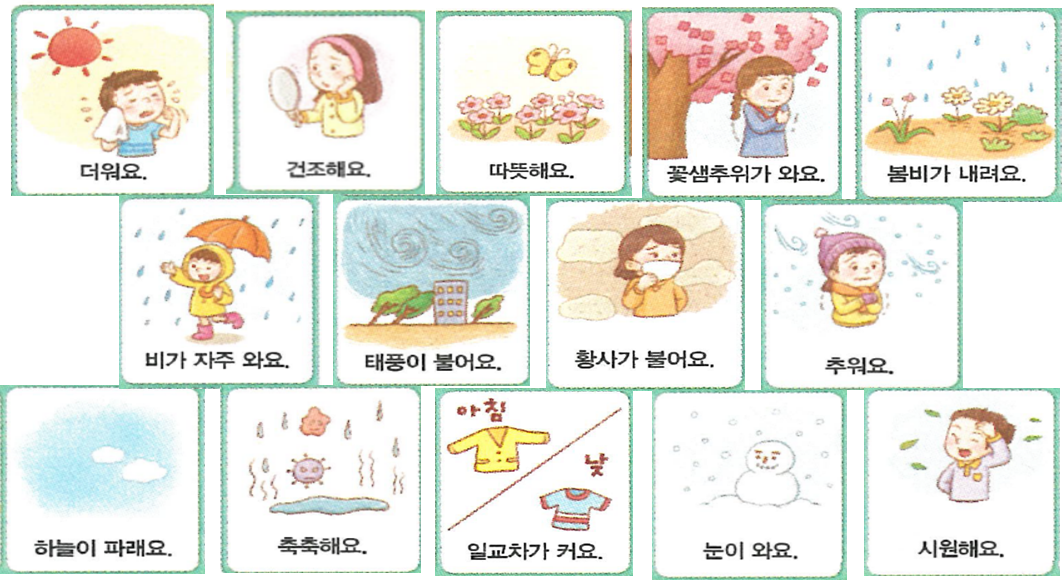 더워요.
건조해요.
따뜻해요.
꽃샘추위가 와요.
봄비가 내려요.
비가 자주 와요.
태풍이 불어요.
황사가 불어요.
추워요.
하늘이 파래요.
축축해요.
아침
낮
일교차가 커요.
눈이 와요.
시원해요.